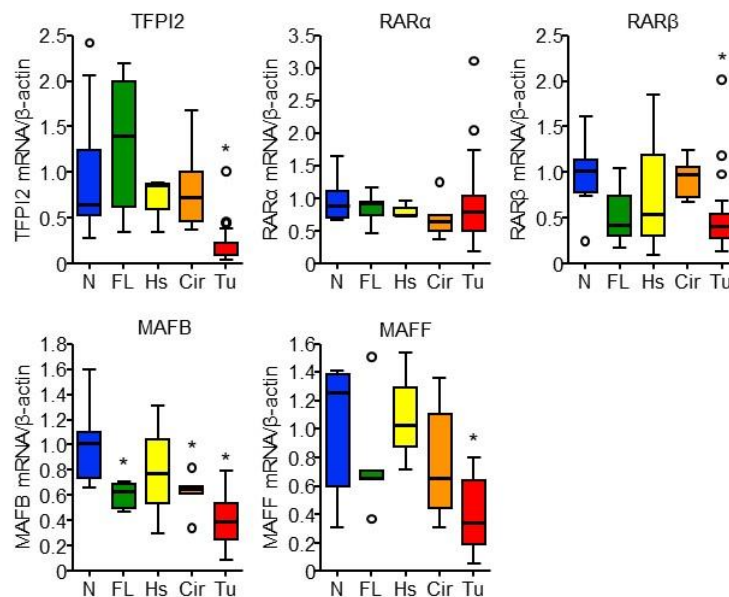 TFPI2
TFPI2 mRNA/β-actin
2.5
2.0
1.5
1.0
0.5
0
*
N FL Hs Cir Tu
RARα
RARα mRNA/β-actin
3.5
3.0
2.5
2.0
1.5
1.0
0.5
0
N FL Hs Cir Tu
RARβ
RARβ mRNA/β-actin
2.5
2.0
1.5
1.0
0.5
0
*
N FL Hs Cir Tu
MAFB
MAFB mRNA/β-actin
1.8
1.6
1.4
1.2
1.0
0.8
0.6
0.4
0.2
0
* * *
N FL Hs Cir Tu
MAFF
MAFF mRNA/β-actin
1.6
1.4
1.2
1.0
0.8
0.6
0.4
0.2
0
*
N FL Hs Cir Tu